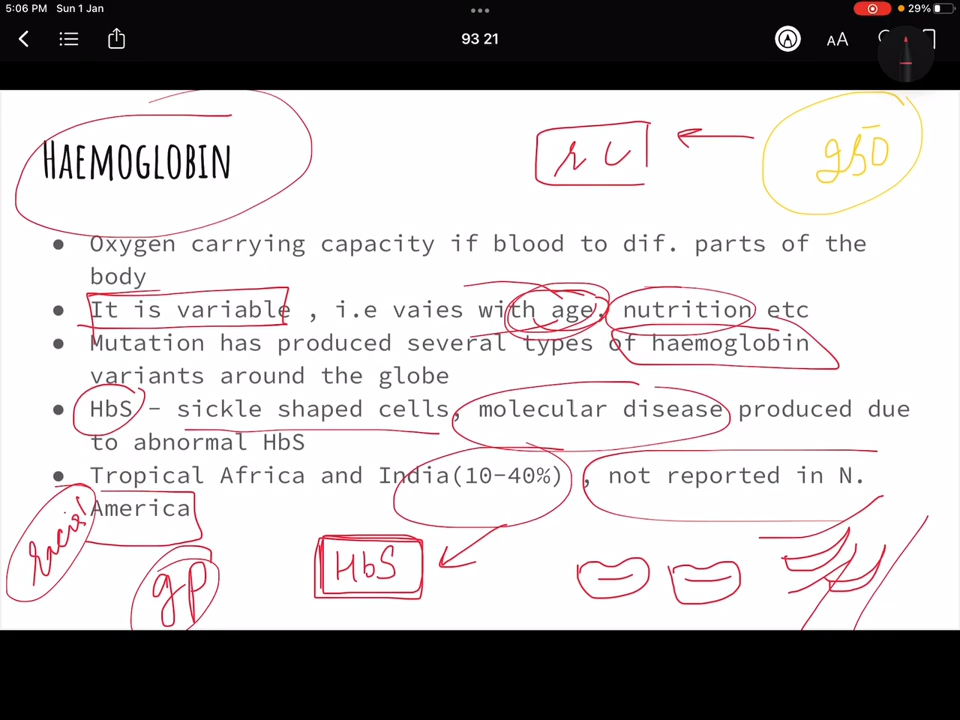 5:06 PM Sun 1 Jan
29%
93 21
AA
HAEMOGLOBIN
● Oxygen carrying capacity if blood to dif. parts of the
body
● It is variable , i.e vaies with age, nutrition etc
● Mutation has produced several types of haemoglobin
variants around the globe
● HbS - sickle shaped cells, molecular disease produced due
to abnormal HbS
● Tropical Africa and India(10-40%) , not reported in N.
America
HbS
gp